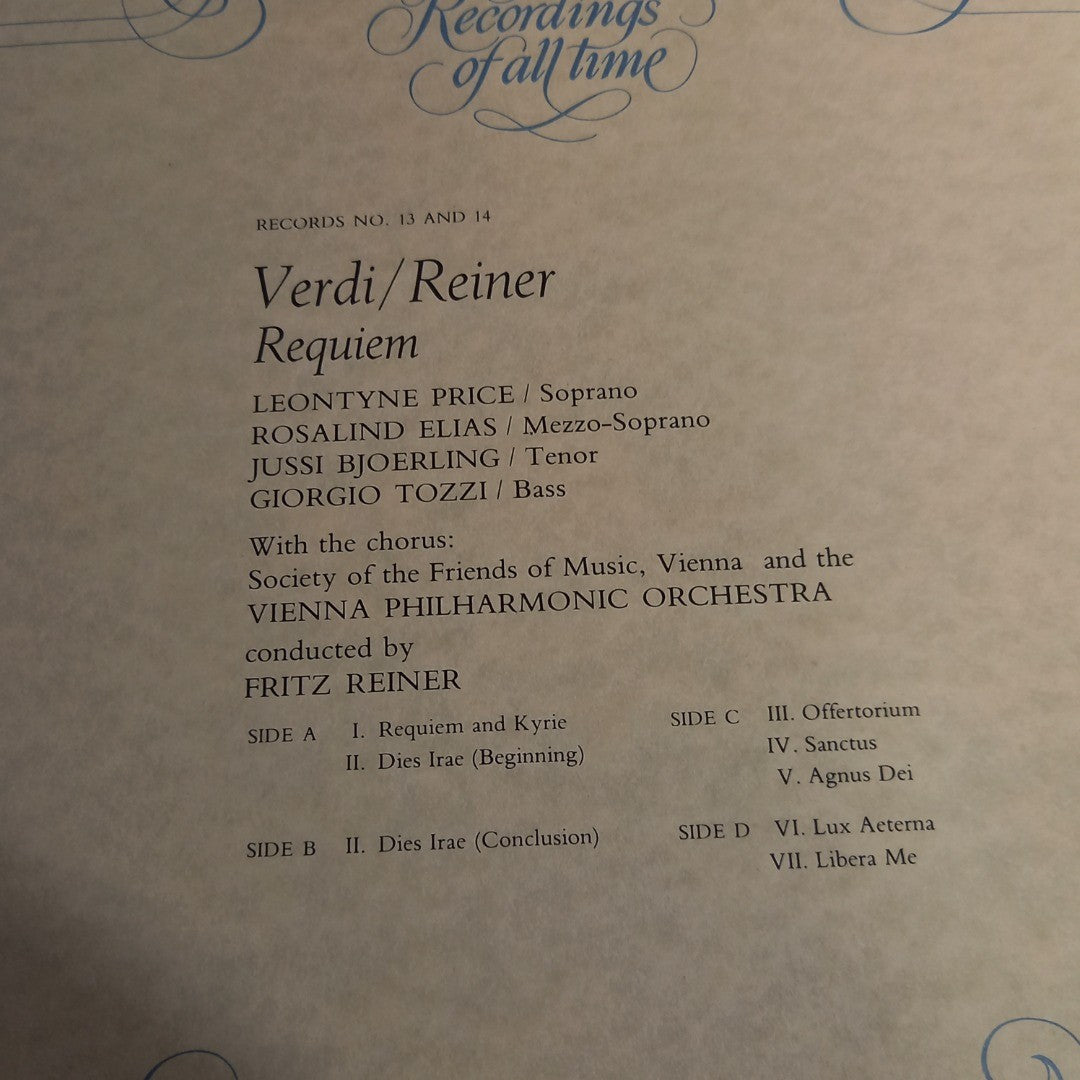 Recordings
of all time
RECORDS NO. 13 AND 14
Verdi/Reiner
Requiem
LEONTYNE PRICE / Soprano
ROSALIND ELIAS / Mezzo-Soprano
JUSSI BJOERLING / Tenor
GIORGIO TOZZI / Bass
With the chorus:
Society of the Friends of Music, Vienna and the
VIENNA PHILHARMONIC ORCHESTRA
conducted by
FRITZ REINER
SIDE A I. Requiem and Kyrie
II. Dies Irae (Beginning)
SIDE B II. Dies Irae (Conclusion)
SIDE C III. Offertorium
IV. Sanctus
V. Agnus Dei
SIDE D VI. Lux Aeterna
VII. Libera Me